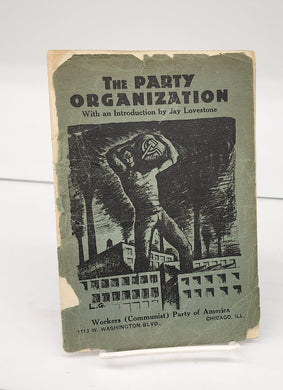 THE PARTY
ORGANIZATION
With an Introduction by Jay Lovestone
L.G.
Workers (Communist) Party of America
1113 W. WASHINGTON BLVD., CHICAGO, ILL.